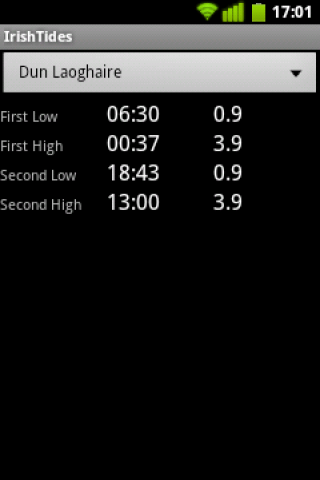 17:01
IrishTides
Dun Laoghaire
First Low 06:30 0.9
First High 00:37 3.9
Second Low 18:43 0.9
Second High 13:00 3.9